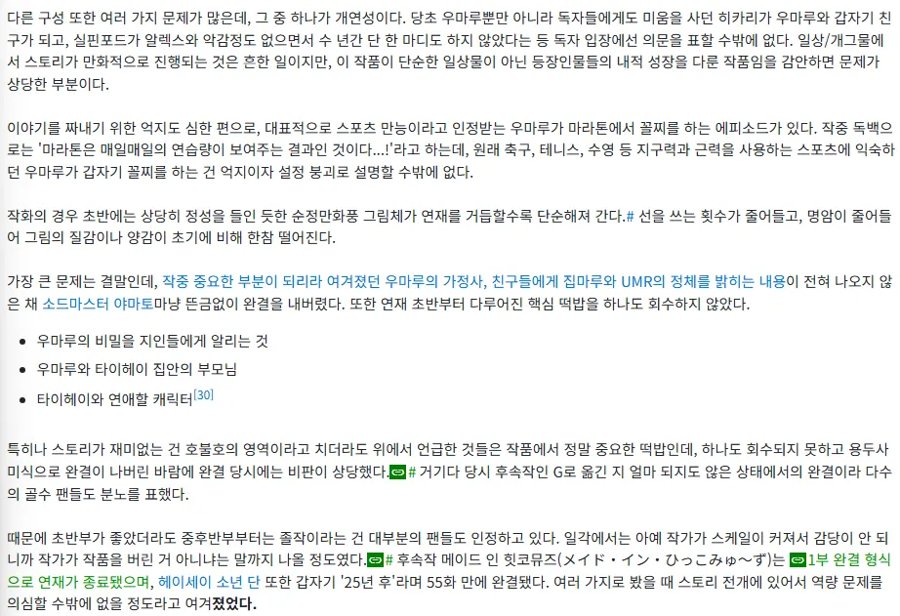 다른 구성 또한 여러 가지 문제가 많은데, 그 중 하나가 개연성이다. 당초 우마루뿐만 아니라 독자들에게도 미움을 사던 히카리가 우마루와 갑자기 친
구가 되고, 실핀포드가 알렉스와 악감정도 없으면서 수 년간 단 한 마디도 하지 않았다는 등 독자 입장에선 의문을 표할 수밖에 없다. 일상/개그물에
서 스토리가 만화적으로 진행되는 것은 흔한 일이지만, 이 작품이 단순한 일상물이 아닌 등장인물들의 내적 성장을 다룬 작품임을 감안하면 문제가
상당한 부분이다.
이야기를 짜내기 위한 억지도 심한 편으로, 대표적으로 스포츠 만능이라고 인정받는 우마루가 마라톤에서 꼴찌를 하는 에피소드가 있다. 작중 독백으
로는 '마라톤은 매일매일의 연습량이 보여주는 결과인 것이다...!'라고 하는데, 원래 축구, 테니스, 수영 등 지구력과 근력을 사용하는 스포츠에 익숙하
던 우마루가 갑자기 꼴찌를 하는 건 억지이자 설정 붕괴로 설명할 수밖에 없다.
작화의 경우 초반에는 상당히 정성을 들인 듯한 순정만화풍 그림체가 연재를 거듭할수록 단순해져 간다.# 선을 쓰는 횟수가 줄어들고, 명암이 줄어들
어 그림의 질감이나 양감이 초기에 비해 한참 떨어진다.
가장 큰 문제는 결말인데, 작중 중요한 부분이 되리라 여겨졌던 우마루의 가정사, 친구들에게 집마루와 UMR의 정체를 밝히는 내용이 전혀 나오지 않
은 채 소드마스터 야마토마냥 뜬금없이 완결을 내버렸다. 또한 연재 초반부터 다루어진 핵심 떡밥을 하나도 회수하지 않았다.
• 우마루의 비밀을 지인들에게 알리는 것
• 우마루와 타이헤이 집안의 부모님
• 타이헤이와 연애할 캐릭터[30]
특히나 스토리가 재미없는 건 호불호의 영역이라고 치더라도 위에서 언급한 것들은 작품에서 정말 중요한 떡밥인데, 하나도 회수되지 못하고 용두사
미식으로 완결이 나버린 바람에 완결 당시에는 비판이 상당했다.# 거기다 당시 후속작인 G로 옮긴 지 얼마 되지도 않은 상태에서의 완결이라 다수
의 골수 팬들도 분노를 표했다.
때문에 초반부가 좋았더라도 중후반부부터는 졸작이라는 건 대부분의 팬들도 인정하고 있다. 일각에서는 아예 작가가 스케일이 커져서 감당이 안 되
니까 작가가 작품을 버린 거 아니냐는 말까지 나올 정도였다.# 후속작 메이드 인 힛코뮤즈(メイド・イン・ひっこみゅ〜ず)는 1부 완결 형식
으로 연재가 종료됐으며, 헤이세이 소년 단 또한 갑자기 '25년 후'라며 55화 만에 완결됐다. 여러 가지로 봤을 때 스토리 전개에 있어서 역량 문제를
의심할 수밖에 없을 정도라고 여겨졌었다.